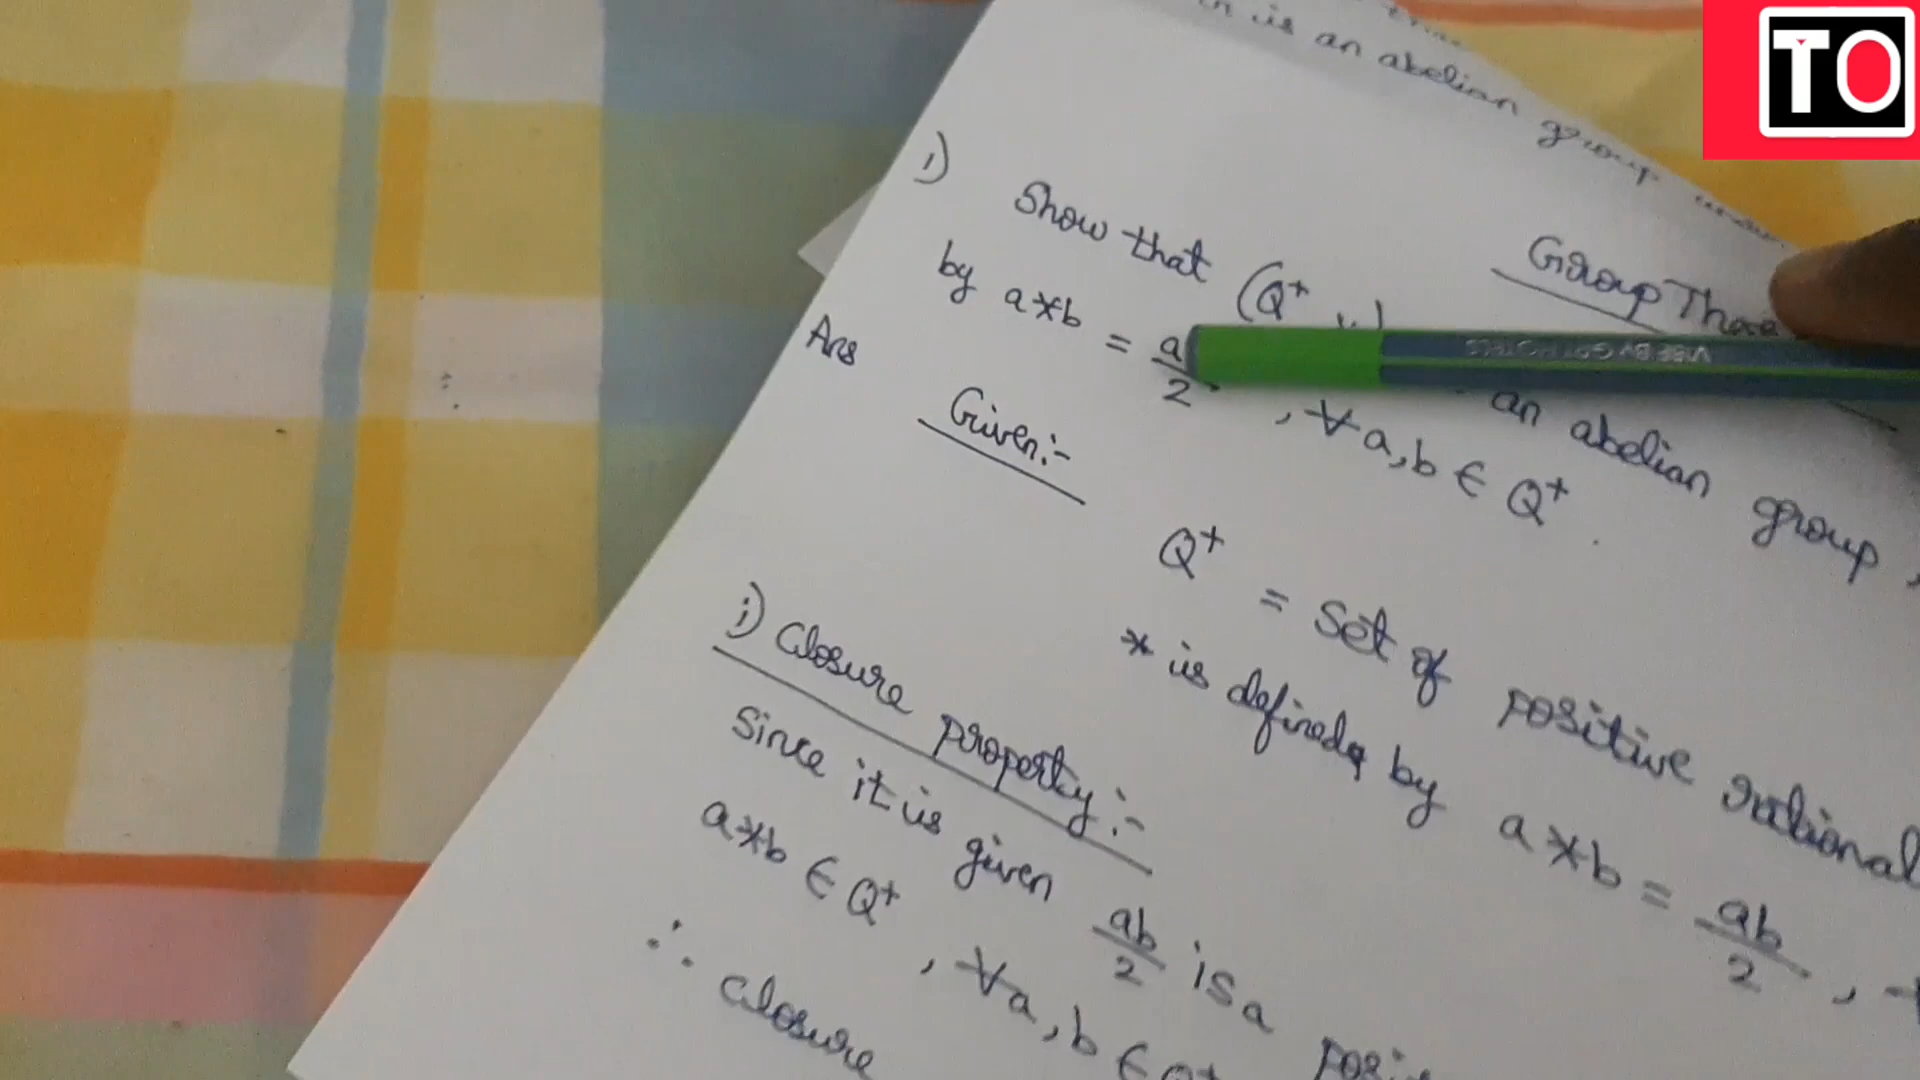 TO
is an abelian group
Group
1) Show that (Q⁺ an abelian group,
by a*b = a/2, ∀ a,b ∈ Q⁺.
Ans
Given:-
Q⁺ = Set of positive rational
* is defined by a*b = ab/2,
i) Closure property:-
Since it is given ab/2 is a
a*b ∈ Q⁺, ∀ a,b ∈
∴ Closure